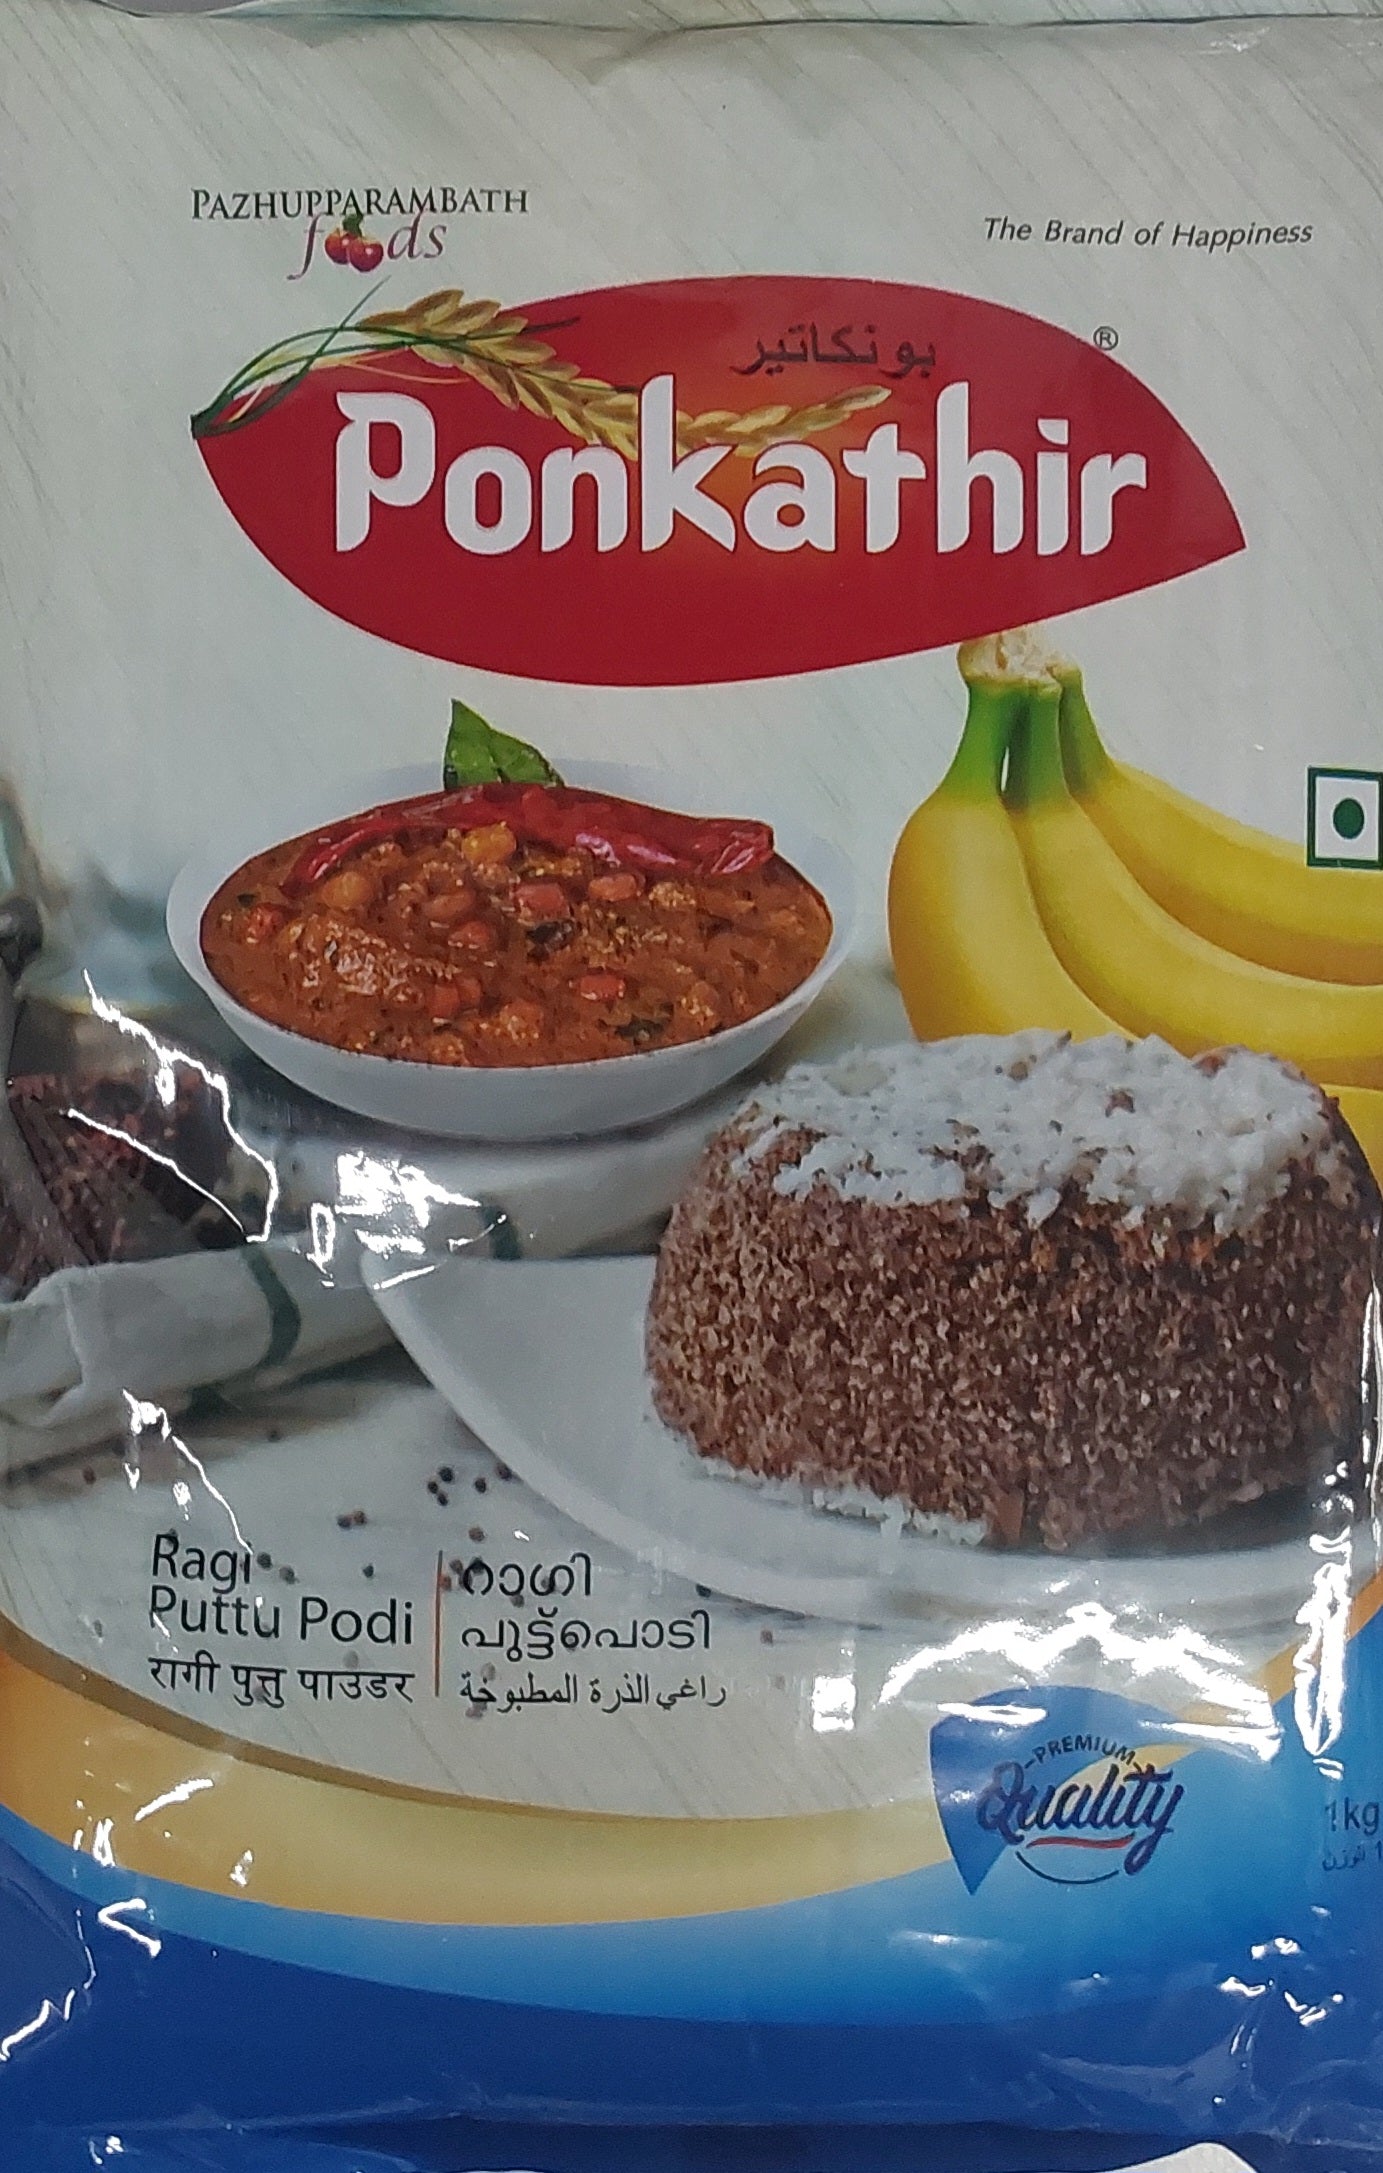 PAZHUPPARAMBATH
foods
The Brand of Happiness
بونكاتير
®
Ponkathir
Ragi
Puttu Podi
रागी पुत्तु पाउडर
റാഗി
പുട്ട്പൊടി
راغي الذرة المطبوخة
PREMIUM
Quality
1kg